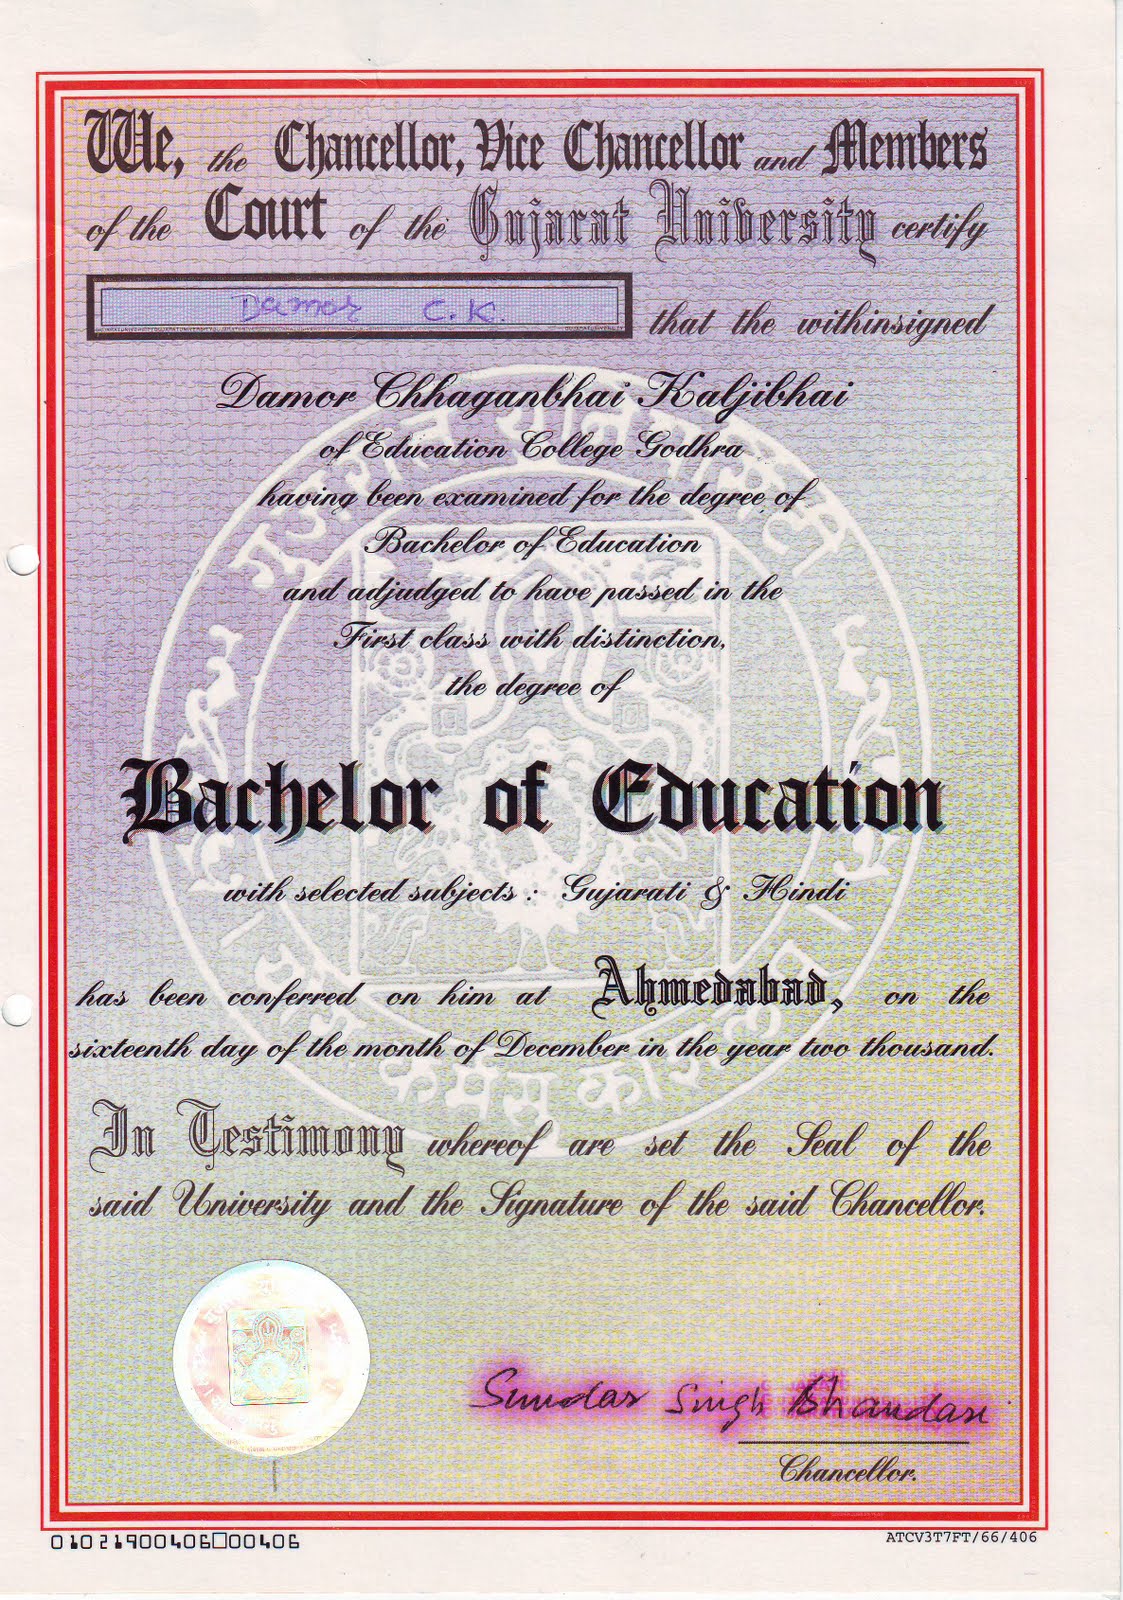 We, the Chancellor, Vice Chancellor and Members
of the Court of the Gujarat University certify
Damor C.K. that the withinsigned
Damor Chhaganbhai Kaljibhai
of Education College Godhra
having been examined for the degree of
Bachelor of Education
and adjudged to have passed in the
First class with distinction,
the degree of
Bachelor of Education
with selected subjects : Gujarati & Hindi
has been conferred on him at Ahmedabad, on the
sixteenth day of the month of December in the year two thousand.
In Testimony whereof are set the Seal of the
said University and the Signature of the said Chancellor.
Sundar Singh Bhandari
Chancellor.
01021900406□00406
ATCV3T7FT/66/406